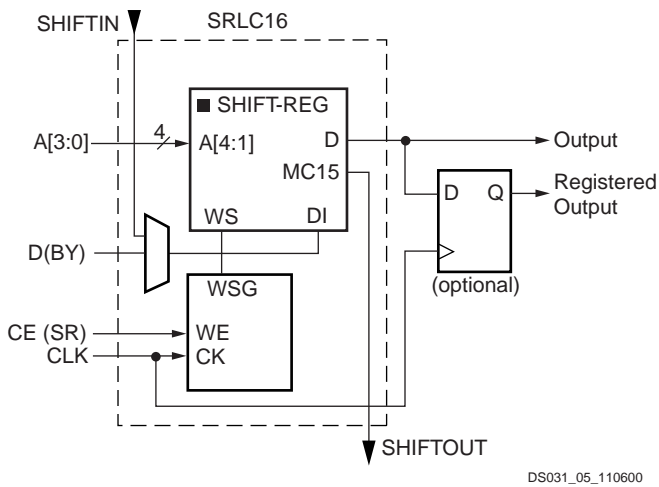 SHIFTIN
SRLC16
SHIFT-REG
A[3:0]
4
A[4:1]
D
Output
MC15
D
Q
Registered
Output
WS
DI
D(BY)
WSG
(optional)
CE (SR)
WE
CLK
CK
SHIFTOUT
DS031_05_110600